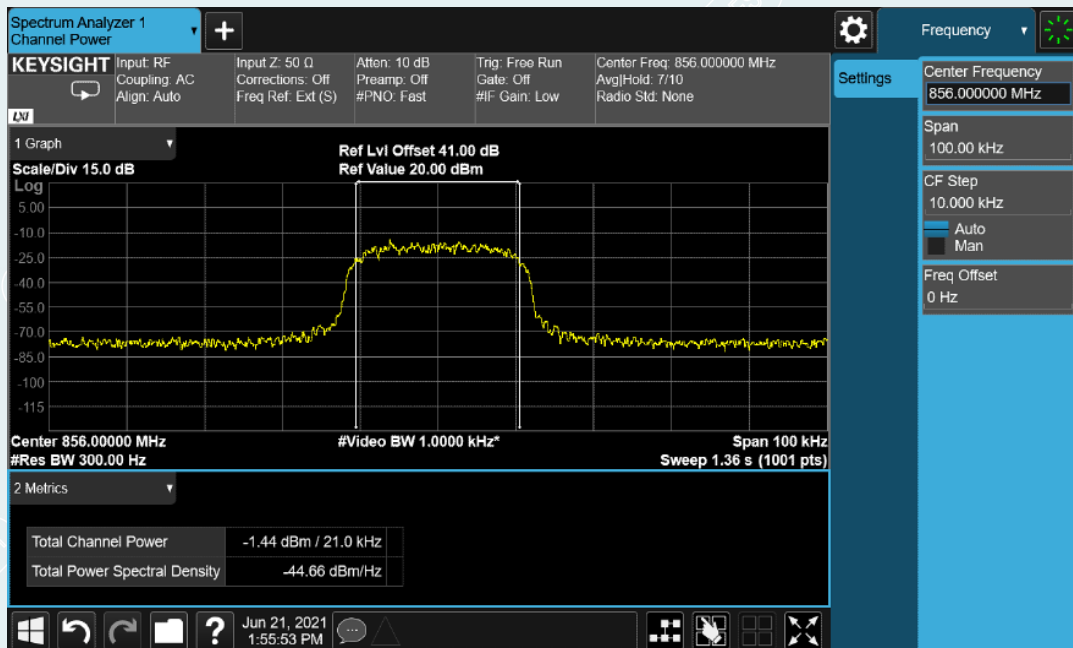 Spectrum Analyzer 1
Channel Power
+
Frequency
KEYSIGHT
Input: RF
Coupling: AC
Align: Auto
Input Z: 50 Ω
Corrections: Off
Freq Ref: Ext (S)
Atten: 10 dB
Preamp: Off
#PNO: Fast
Trig: Free Run
Gate: Off
#IF Gain: Low
Center Freq: 856.000000 MHz
Avg|Hold: 7/10
Radio Std: None
LXI
Settings
Center Frequency
856.000000 MHz
Span
100.00 kHz
CF Step
10.000 kHz
Auto
Man
Freq Offset
0 Hz
1 Graph
Scale/Div 15.0 dB
Ref Lvl Offset 41.00 dB
Ref Value 20.00 dBm
Log
5.00
-10.0
-25.0
-40.0
-55.0
-70.0
-85.0
-100
-115
Center 856.00000 MHz
#Video BW 1.0000 kHz*
Span 100 kHz
#Res BW 300.00 Hz
Sweep 1.36 s (1001 pts)
2 Metrics
Total Channel Power -1.44 dBm / 21.0 kHz
Total Power Spectral Density -44.66 dBm/Hz
?
Jun 21, 2021
1:55:53 PM